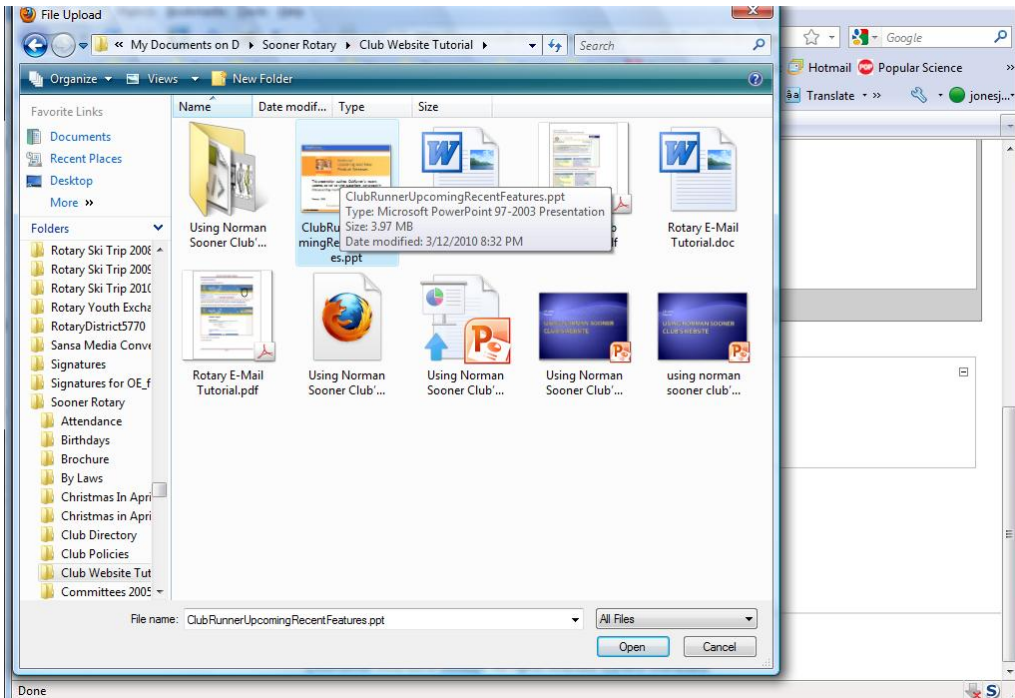 File Upload
« My Documents on D ▸ Sooner Rotary ▸ Club Website Tutorial ▸
Search
Organize Views New Folder
Favorite Links
Documents
Recent Places
Desktop
More »
Folders
Rotary Ski Trip 2008
Rotary Ski Trip 2009
Rotary Ski Trip 2010
Rotary Youth Excha
RotaryDistrict5770
Sansa Media Conve
Signatures
Signatures for OE_f
Sooner Rotary
Attendance
Birthdays
Brochure
By Laws
Christmas In Apri
Christmas in Apri
Club Directory
Club Policies
Club Website Tut
Committees 2005
Name Date modif... Type Size
Using Norman
Sooner Club'...
ClubRu
mingRe
es.ppt
ClubRunnerUpcomingRecentFeatures.ppt
Type: Microsoft PowerPoint 97-2003 Presentation
Size: 3.97 MB
Date modified: 3/12/2010 8:32 PM
Rotary E-Mail
Tutorial.doc
Rotary E-Mail
Tutorial.pdf
Using Norman
Sooner Club'...
Using Norman
Sooner Club'...
Using Norman
Sooner Club'...
using norman
sooner club'...
File name: ClubRunnerUpcomingRecentFeatures.ppt
All Files
Open Cancel
Google
Hotmail Popular Science »
Translate » jonesj...
Done